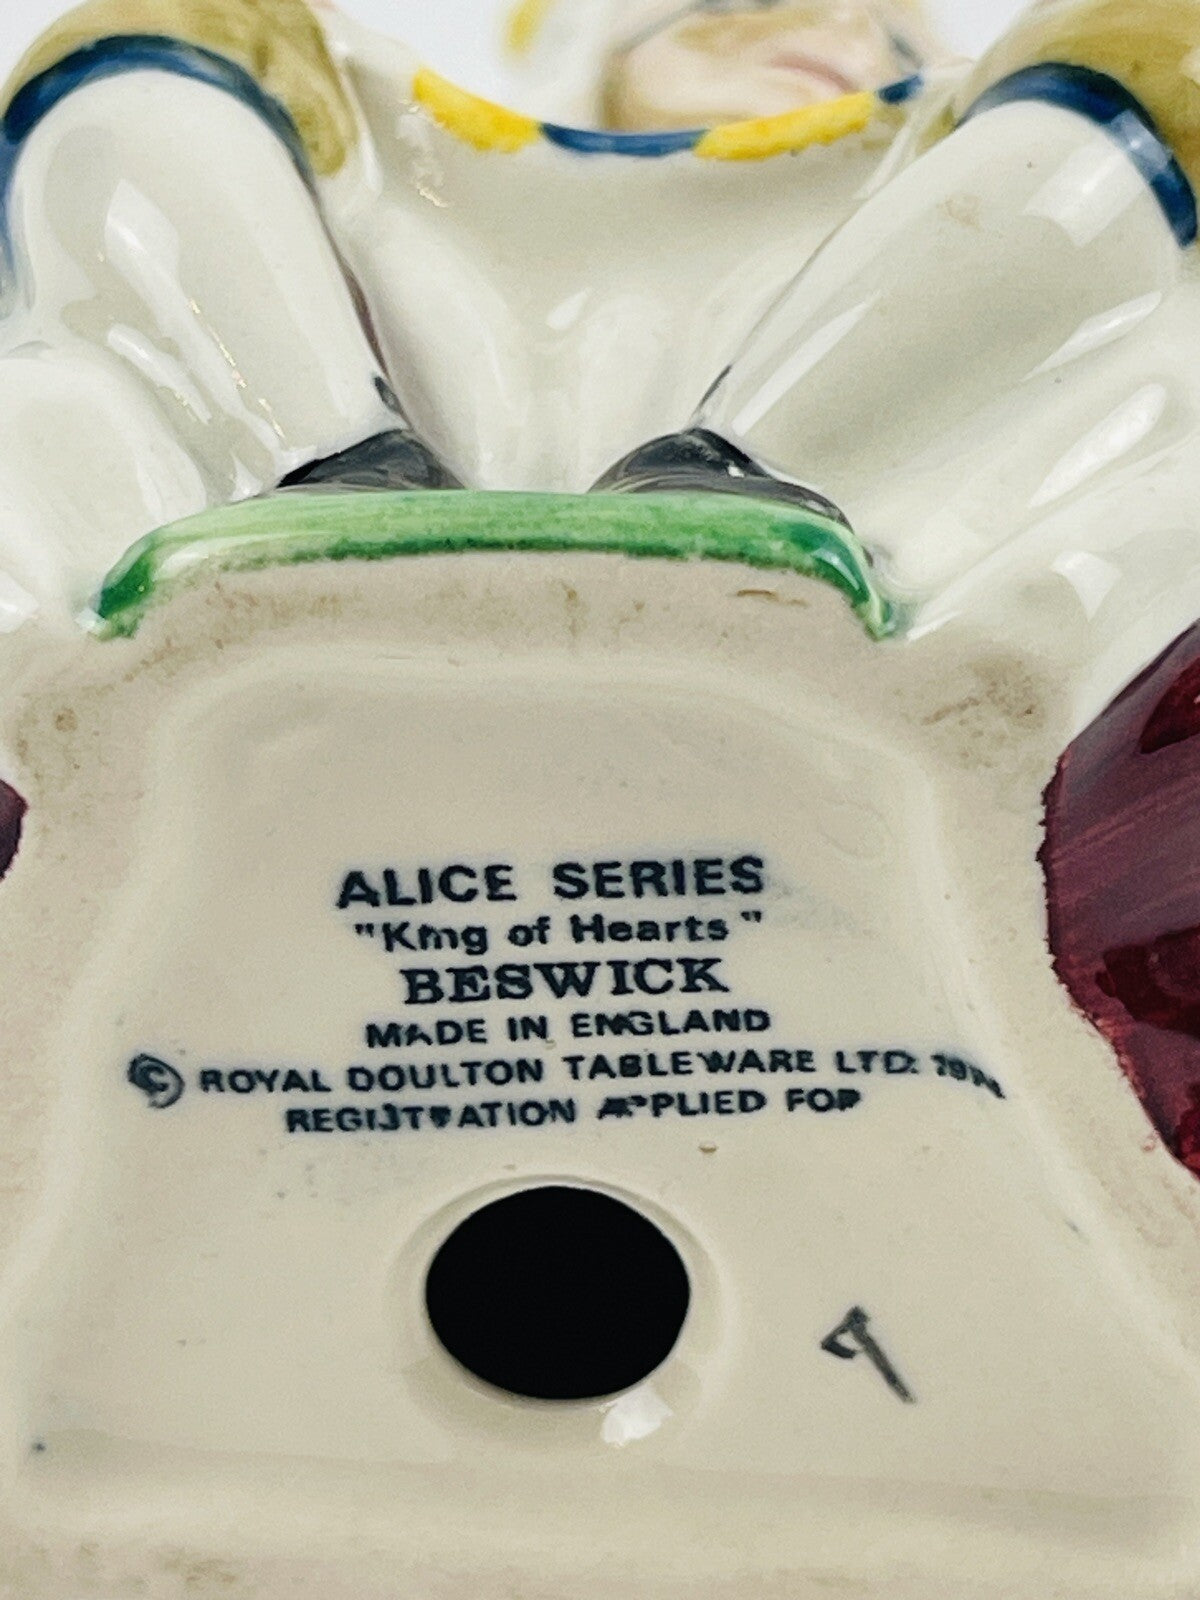 ALICE SERIES
"King of Hearts"
BESWICK
MADE IN ENGLAND
© ROYAL DOULTON TABLEWARE LTD.
REGISTRATION APPLIED FOR